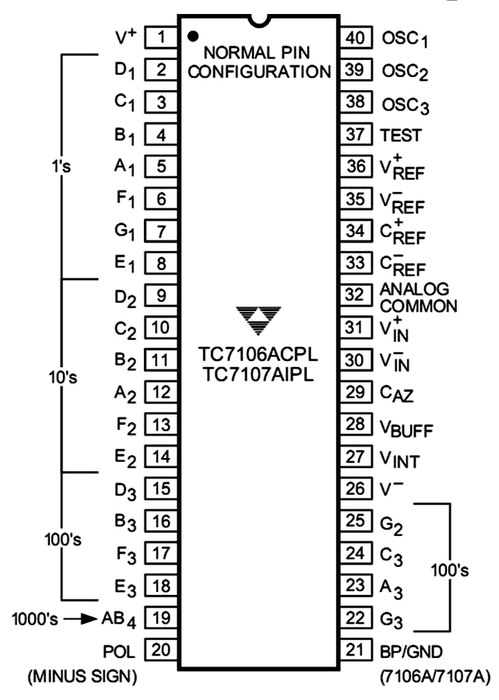 V+ 1 40 OSC1
NORMAL PIN
CONFIGURATION
D1 2 39 OSC2
C1 3 38 OSC3
B1 4 37 TEST
1's A1 5 36 V+REF
F1 6 35 V−REF
G1 7 34 C+REF
E1 8 33 C−REF
D2 9 32 ANALOG
COMMON
C2 10 31 V+IN
TC7106ACPL
TC7107AIPL
B2 11 30 V−IN
10's A2 12 29 CAZ
F2 13 28 VBUFF
E2 14 27 VINT
D3 15 26 V−
B3 16 25 G2
100's F3 17 24 C3 100's
E3 18 23 A3
1000's AB4 19 22 G3
POL 20 21 BP/GND
(MINUS SIGN) (7106A/7107A)